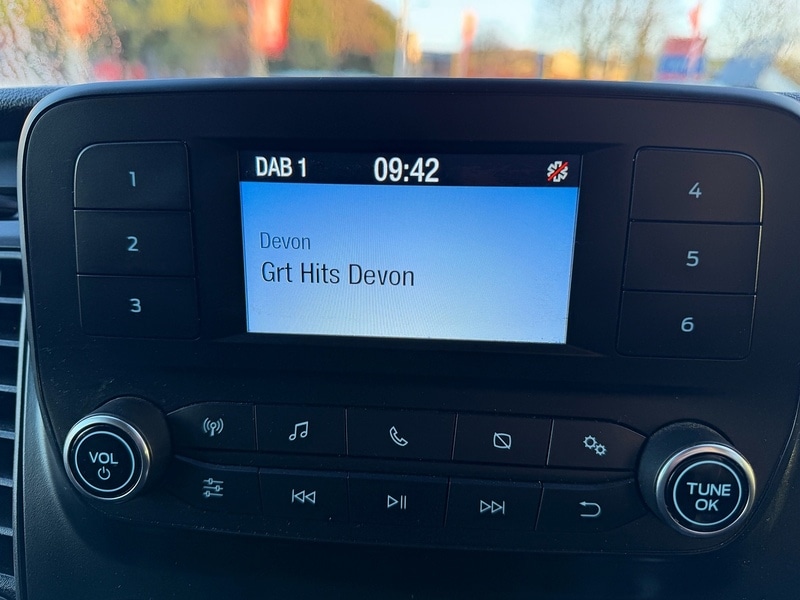 DAB 1 09:42
Devon
Grt Hits Devon
1
2
3
4
5
6
VOL
TUNE
OK